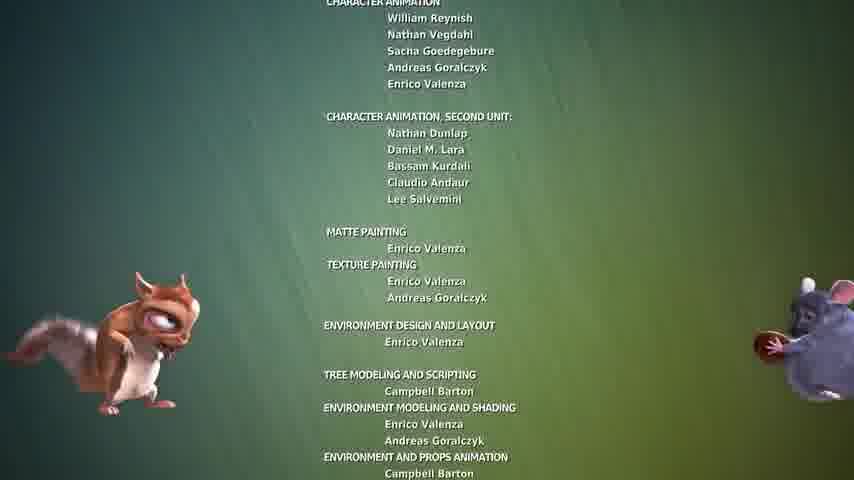 CHARACTER ANIMATION
William Reynish
Nathan Vegdahl
Sacha Goedegebure
Andreas Goralczyk
Enrico Valenza
CHARACTER ANIMATION, SECOND UNIT:
Nathan Dunlap
Daniel M. Lara
Bassam Kurdali
Claudio Andaur
Lee Salvemini
MATTE PAINTING
Enrico Valenza
TEXTURE PAINTING
Enrico Valenza
Andreas Goralczyk
ENVIRONMENT DESIGN AND LAYOUT
Enrico Valenza
TREE MODELING AND SCRIPTING
Campbell Barton
ENVIRONMENT MODELING AND SHADING
Enrico Valenza
Andreas Goralczyk
ENVIRONMENT AND PROPS ANIMATION
Campbell Barton